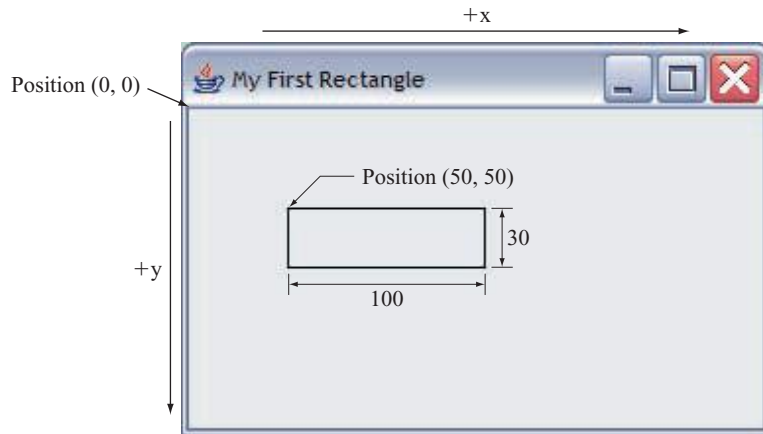 +x
My First Rectangle
Position (0, 0)
Position (50, 50)
30
+y
100